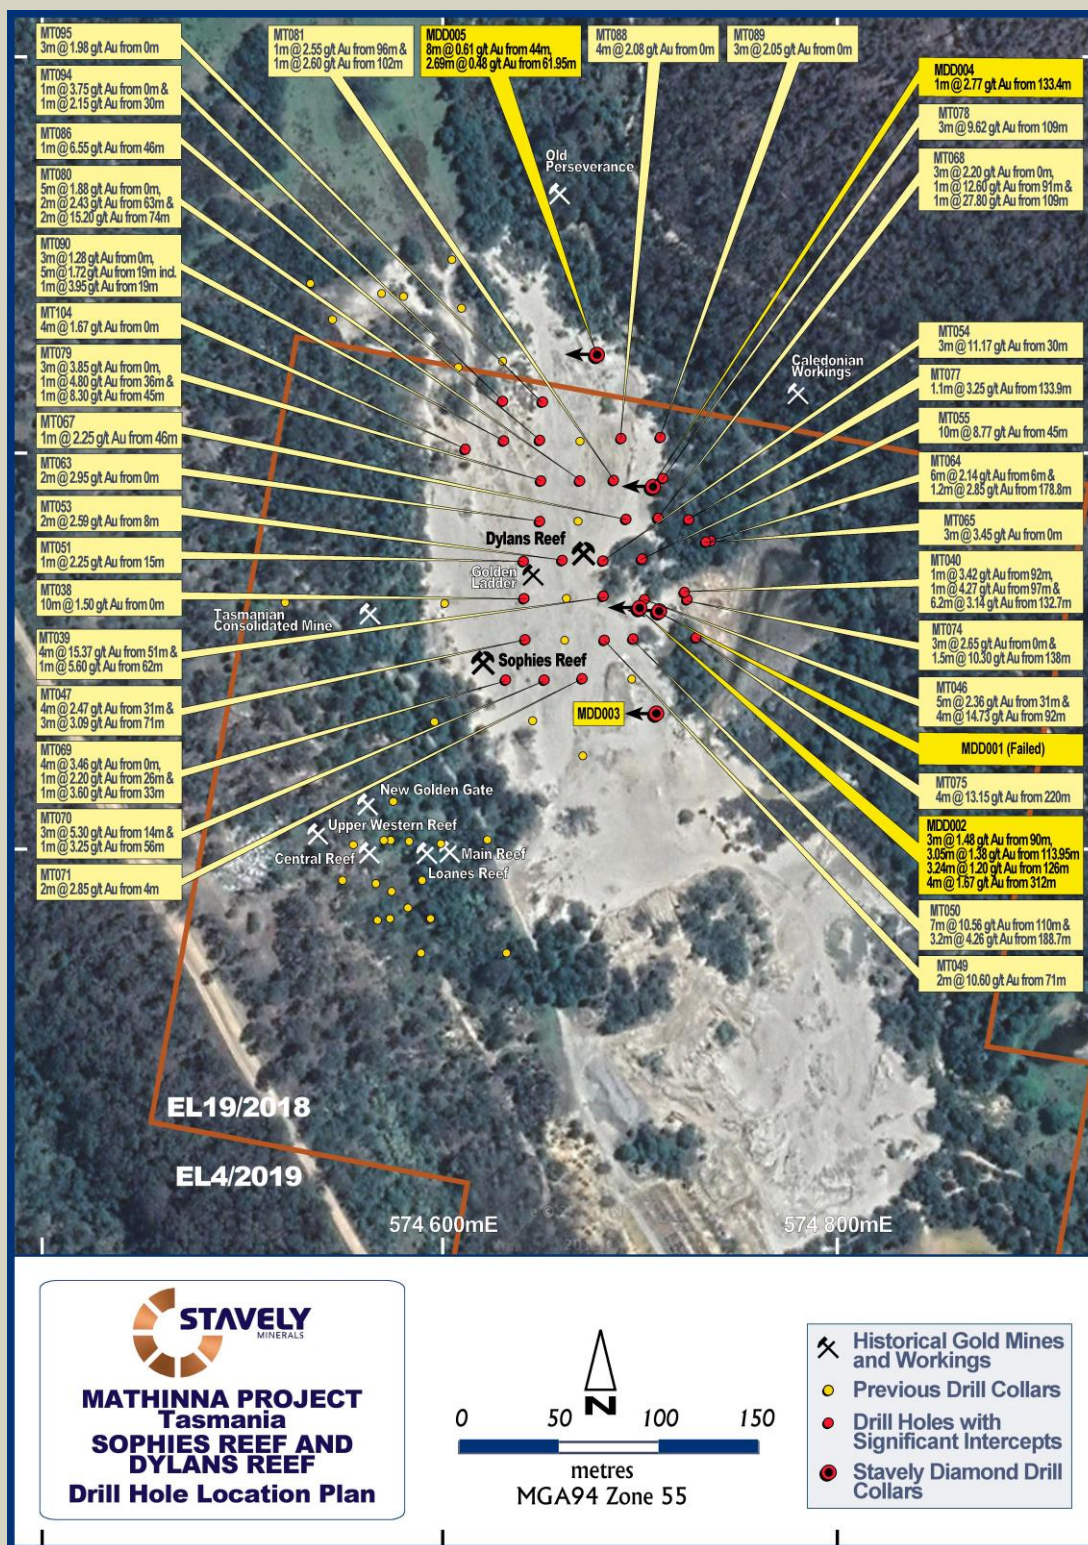 MT095
3m @ 1.98 g/t Au from 0m
MT094
1m @ 3.75 g/t Au from 0m &
1m @ 2.15 g/t Au from 30m
MT086
1m @ 6.55 g/t Au from 46m
MT080
5m @ 1.88 g/t Au from 0m,
2m @ 2.43 g/t Au from 63m &
2m @ 15.20 g/t Au from 74m
MT090
3m @ 1.28 g/t Au from 0m,
5m @ 1.72 g/t Au from 19m incl.
1m @ 3.95 g/t Au from 19m
MT104
4m @ 1.67 g/t Au from 0m
MT079
3m @ 3.85 g/t Au from 0m,
1m @ 4.80 g/t Au from 36m &
1m @ 8.30 g/t Au from 45m
MT067
1m @ 2.25 g/t Au from 46m
MT063
2m @ 2.95 g/t Au from 0m
MT053
2m @ 2.59 g/t Au from 8m
MT051
1m @ 2.25 g/t Au from 15m
MT038
10m @ 1.50 g/t Au from 0m
MT039
4m @ 15.37 g/t Au from 51m &
1m @ 5.60 g/t Au from 62m
MT047
4m @ 2.47 g/t Au from 31m &
3m @ 3.09 g/t Au from 71m
MT069
4m @ 3.46 g/t Au from 0m,
1m @ 2.20 g/t Au from 26m &
1m @ 3.60 g/t Au from 33m
MT070
3m @ 5.30 g/t Au from 14m &
1m @ 3.25 g/t Au from 56m
MT071
2m @ 2.85 g/t Au from 4m
MT081
1m @ 2.55 g/t Au from 96m &
1m @ 2.60 g/t Au from 102m
MDD005
8m @ 0.61 g/t Au from 44m,
2.69m @ 0.48 g/t Au from 61.95m
MT088
4m @ 2.08 g/t Au from 0m
MT089
3m @ 2.05 g/t Au from 0m
MDD004
1m @ 2.77 g/t Au from 133.4m
MT078
3m @ 9.62 g/t Au from 109m
MT068
3m @ 2.20 g/t Au from 0m,
1m @ 12.60 g/t Au from 91m &
1m @ 27.80 g/t Au from 109m
MT054
3m @ 11.17 g/t Au from 30m
MT077
1.1m @ 3.25 g/t Au from 133.9m
MT055
10m @ 8.77 g/t Au from 45m
MT064
6m @ 2.14 g/t Au from 6m &
1.2m @ 2.85 g/t Au from 178.8m
MT065
3m @ 3.45 g/t Au from 0m
MT040
1m @ 3.42 g/t Au from 92m,
1m @ 4.27 g/t Au from 97m &
6.2m @ 3.14 g/t Au from 132.7m
MT074
3m @ 2.65 g/t Au from 0m &
1.5m @ 10.30 g/t Au from 138m
MT046
5m @ 2.36 g/t Au from 31m &
4m @ 14.73 g/t Au from 92m
MDD001 (Failed)
MT075
4m @ 13.15 g/t Au from 220m
MDD002
3m @ 1.48 g/t Au from 90m,
3.05m @ 1.38 g/t Au from 113.95m
3.24m @ 1.20 g/t Au from 126m
4m @ 1.67 g/t Au from 312m
MT050
7m @ 10.56 g/t Au from 110m &
3.2m @ 4.26 g/t Au from 188.7m
MT049
2m @ 10.60 g/t Au from 71m
Old
Perseverance
Caledonian
Workings
Dylans Reef
Golden
Ladder
Tasmanian
Consolidated Mine
Sophies Reef
MDD003
New Golden Gate
Upper Western Reef
Central Reef
Main Reef
Loanes Reef
EL19/2018
EL4/2019
574 600mE
574 800mE
STAVELY
MINERALS
MATHINNA PROJECT
Tasmania
SOPHIES REEF AND
DYLANS REEF
Drill Hole Location Plan
N
0 50 100 150
metres
MGA94 Zone 55
Historical Gold Mines
and Workings
Previous Drill Collars
Drill Holes with
Significant Intercepts
Stavely Diamond Drill
Collars